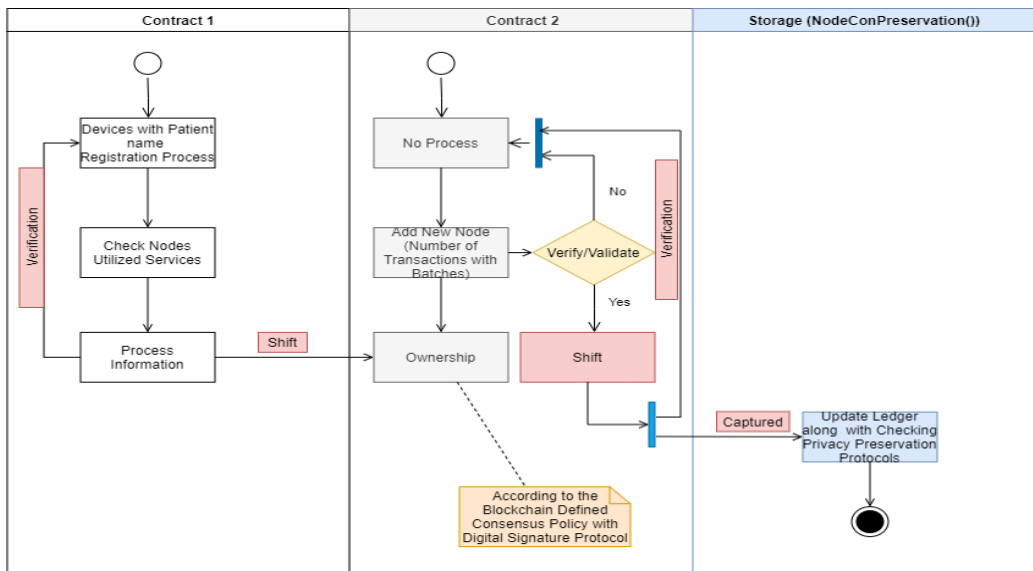 Contract 1
Contract 2
Storage (NodeConPreservation())
Devices with Patient
name
Registration Process
No Process
No
Verification
Verification
Check Nodes
Utilized Services
Add New Node
(Number of
Transactions with
Batches)
Verify/Validate
Yes
Process
Information
Shift
Ownership
Shift
Captured
Update Ledger
along with Checking
Privacy Preservation
Protocols
According to the
Blockchain Defined
Consensus Policy with
Digital Signature Protocol